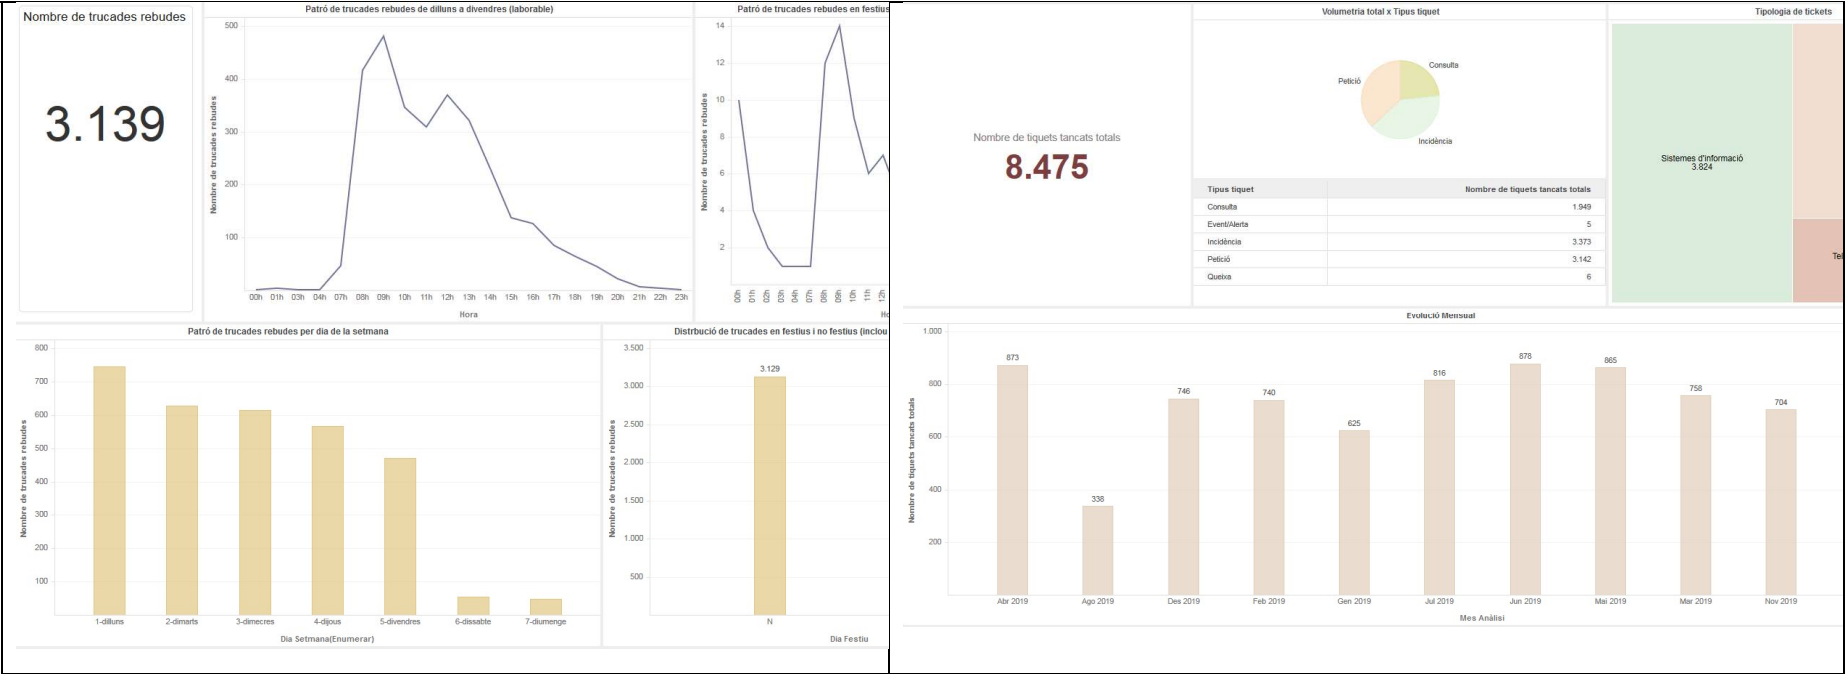 Nombre de trucades rebudes
3.139
Patró de trucades rebudes de dilluns a divendres (laborable)
500
400
300
200
100
Nombre de trucades rebudes
00h 01h 03h 04h 07h 08h 09h 10h 11h 12h 13h 14h 15h 16h 17h 18h 19h 20h 21h 22h 23h
Hora
Patró de trucades rebudes en festius
14
12
10
8
6
4
2
Nombre de trucades rebudes
00h 01h 02h 03h 04h 07h 08h 09h 10h 11h 12h
Ho
Patró de trucades rebudes per dia de la setmana
800
700
600
500
400
300
200
100
Nombre de trucades rebudes
1-dilluns 2-dimarts 3-dimecres 4-dijous 5-divendres 6-dissabte 7-diumenge
Dia Setmana(Enumerar)
Distrbució de trucades en festius i no festius (inclou
3.500
3.000
2.500
2.000
1.500
1.000
500
Nombre de trucades rebudes
3.129
N
Dia Festiu
Nombre de tiquets tancats totals
8.475
Volumetria total x Tipus tiquet
Consulta
Petició
Incidència
Tipus tiquet Nombre de tiquets tancats totals
Consulta 1.949
Event/Alerta 5
Incidència 3.373
Petició 3.142
Queixa 6
Tipologia de tickets
Sistemes d'informació
3.824
Tel
Evolució Mensual
1.000
800
600
400
200
Nombre de tiquets tancats totals
873
338
746
740
625
816
878
865
758
704
Abr 2019 Ago 2019 Des 2019 Feb 2019 Gen 2019 Jul 2019 Jun 2019 Mai 2019 Mar 2019 Nov 2019
Mes Anàlisi